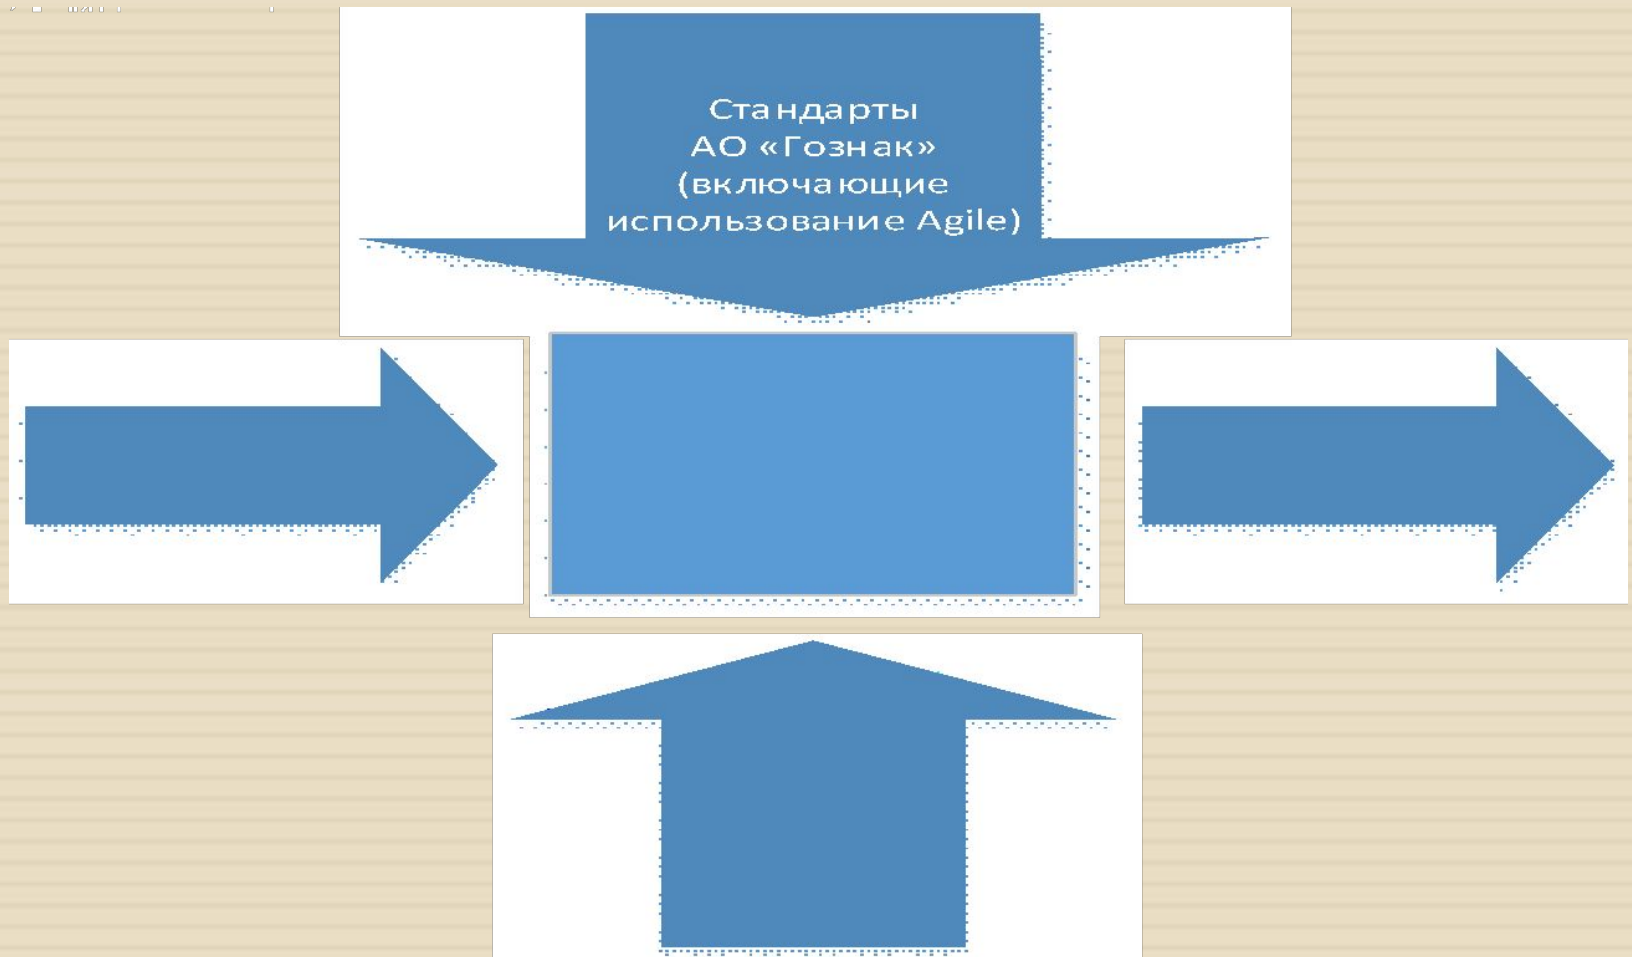 Стандарты
АО «Гознак»
(включающие
использование Agile)